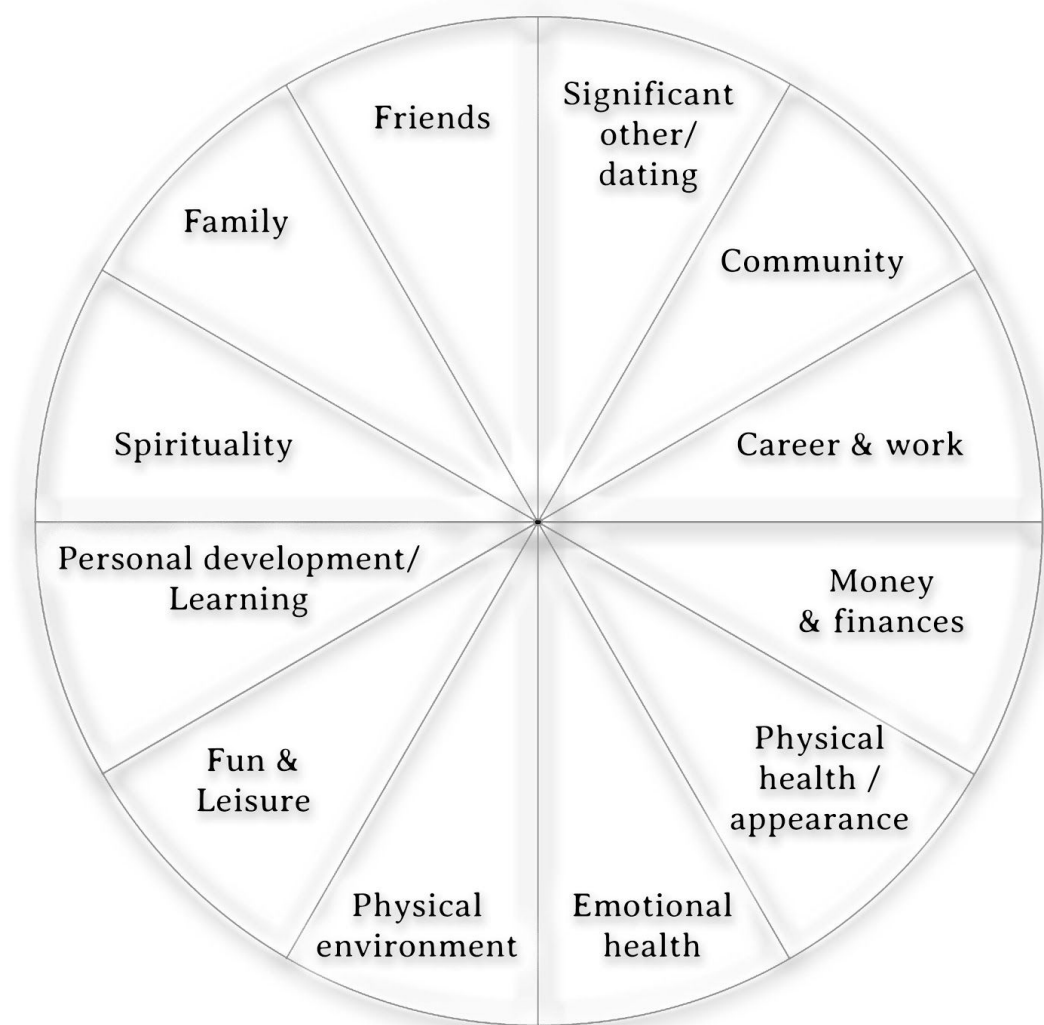 Friends
Significant
other/
dating
Family
Community
Spirituality
Career & work
Personal development/
Learning
Money
& finances
Fun &
Leisure
Physical
health /
appearance
Physical
environment
Emotional
health